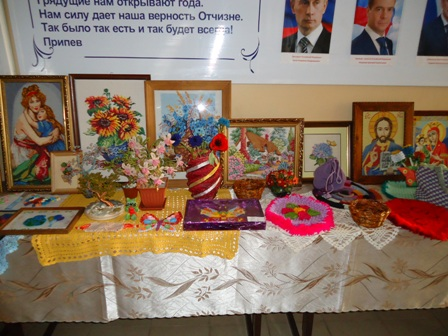 Грядущие нам открывают года.
Нам силу дает наша верность Отчизне.
Так было так есть и так будет всегда!
Припев